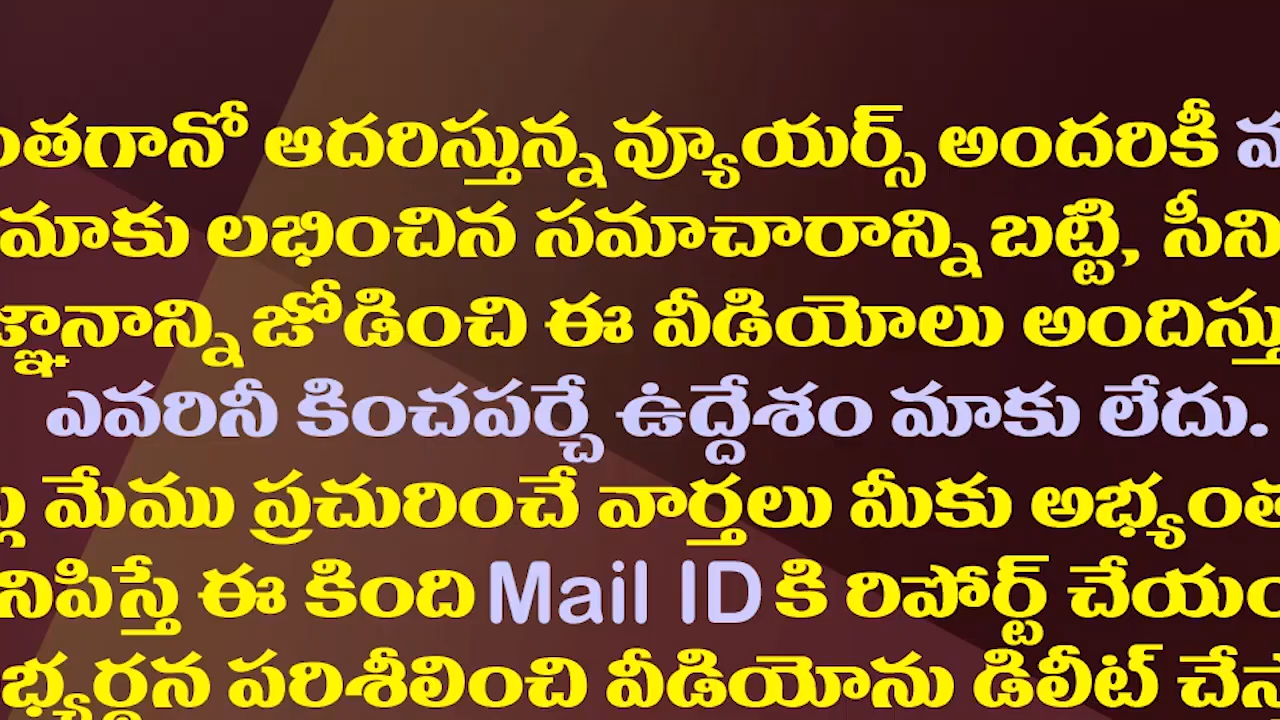 ంతగానో ఆదరిస్తున్న వ్యూయర్స్ అందరికీ
మాకు లభించిన సమాచారాన్ని బట్టి, సీని
జ్ఞానాన్ని జోడించి ఈ వీడియోలు అందిస్తు
ఎవరినీ కించపర్చే ఉద్దేశం మాకు లేదు.
మేము ప్రచురించే వార్తలు మీకు అభ్యంత
నిపిస్తే ఈ కింది Mail ID కి రిపోర్ట్ చేయం
భ్యర్థన పరిశీలించి వీడియోను డిలీట్ చేస